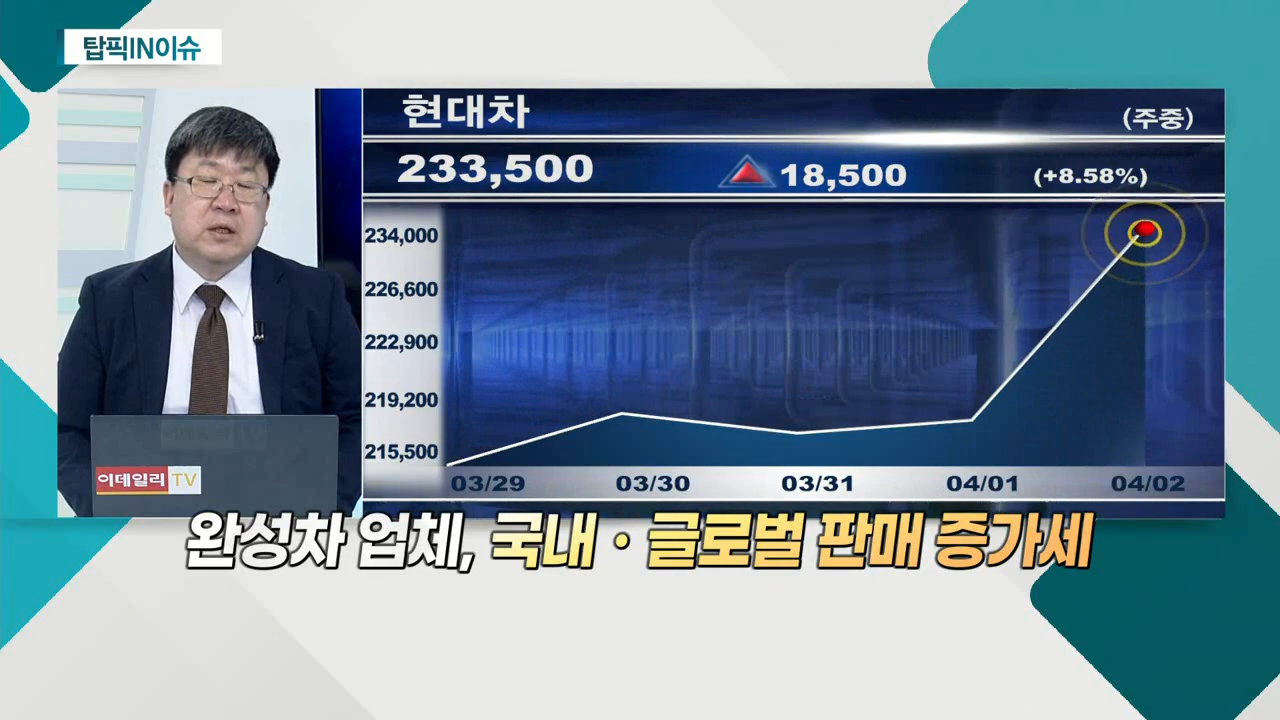 탑픽IN이슈
현대차
(주중)
233,500
18,500
(+8.58%)
234,000
226,600
222,900
219,200
215,500
03/29
03/30
03/31
04/01
04/02
이데일리TV
완성차 업체, 국내·글로벌 판매 증가세